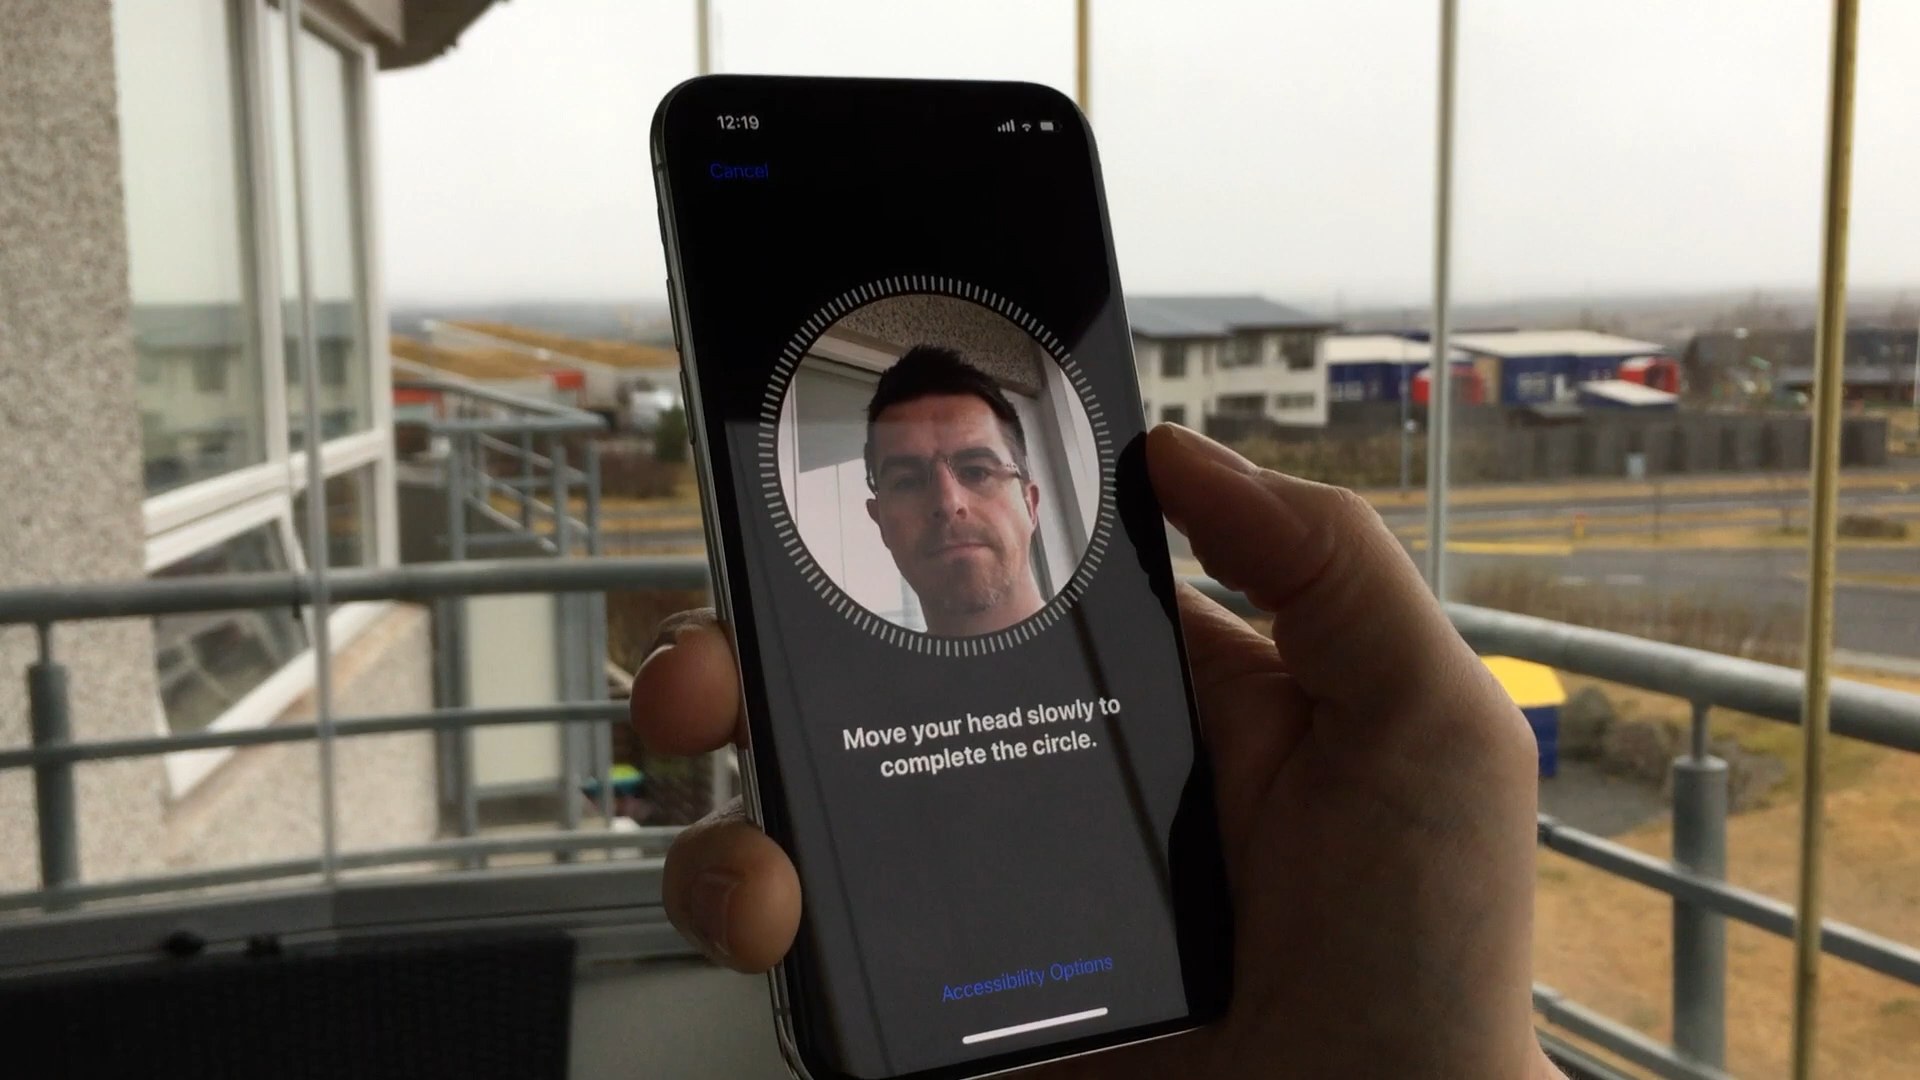 12:19
Cancel
Move your head slowly to
complete the circle.
Accessibility Options